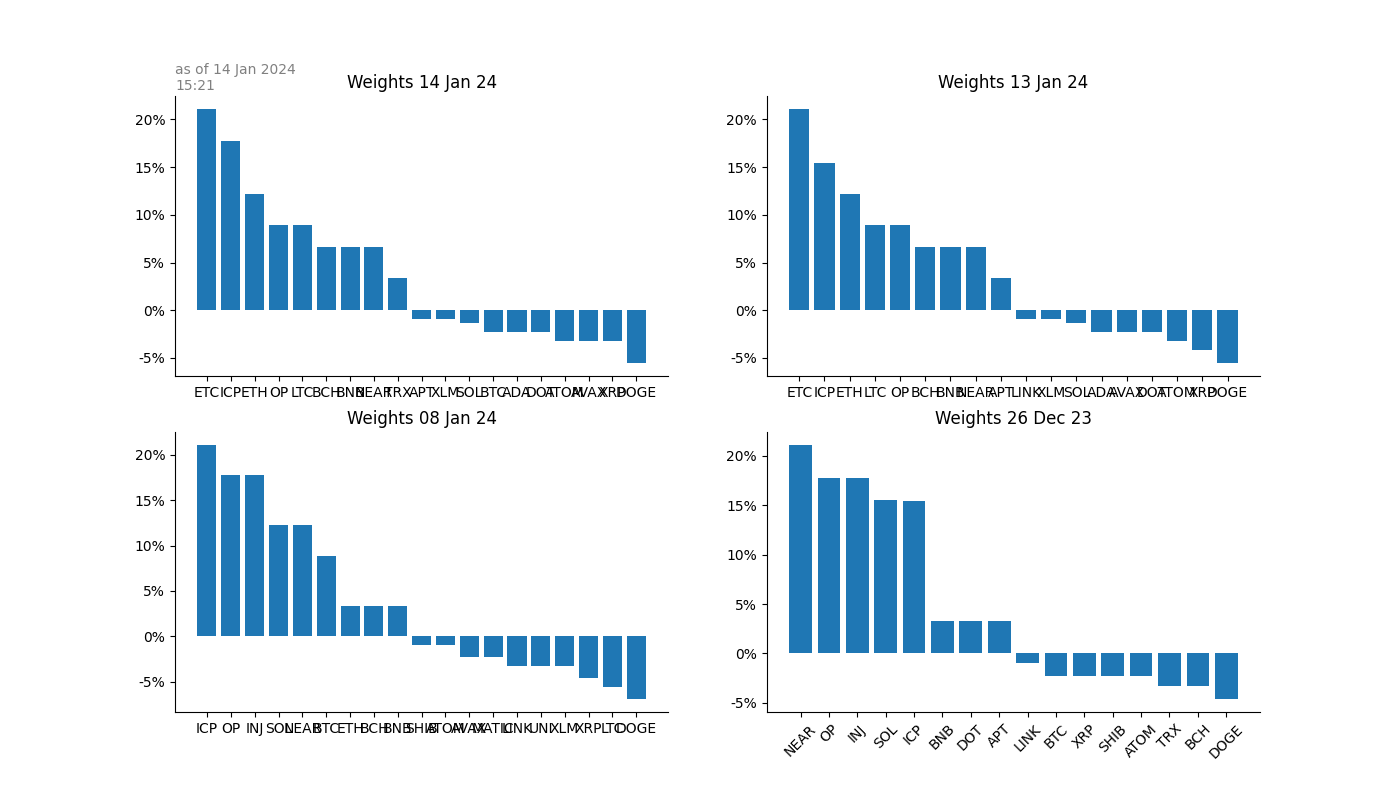 as of 14 Jan 2024
15:21
Weights 14 Jan 24
20%
15%
10%
5%
0%
-5%
ETC ICP ETH OP LTC BCH BNB NEAR TRX APT XLM SOL BTC ADA DOT ATOM AVAX XRP DOGE
Weights 13 Jan 24
20%
15%
10%
5%
0%
-5%
ETC ICP ETH LTC OP BCH BNB NEAR APT LINK XLM SOL ADA AVAX DOT ATOM XRP DOGE
Weights 08 Jan 24
20%
15%
10%
5%
0%
-5%
ICP OP INJ SOL NEAR BTC ETH BCH BNB SHIB ATOM AVAX MATIC LINK UNI XLM XRP LTC DOGE
Weights 26 Dec 23
20%
15%
10%
5%
0%
-5%
NEAR OP INJ SOL ICP BNB DOT APT LINK BTC XRP SHIB ATOM TRX BCH DOGE